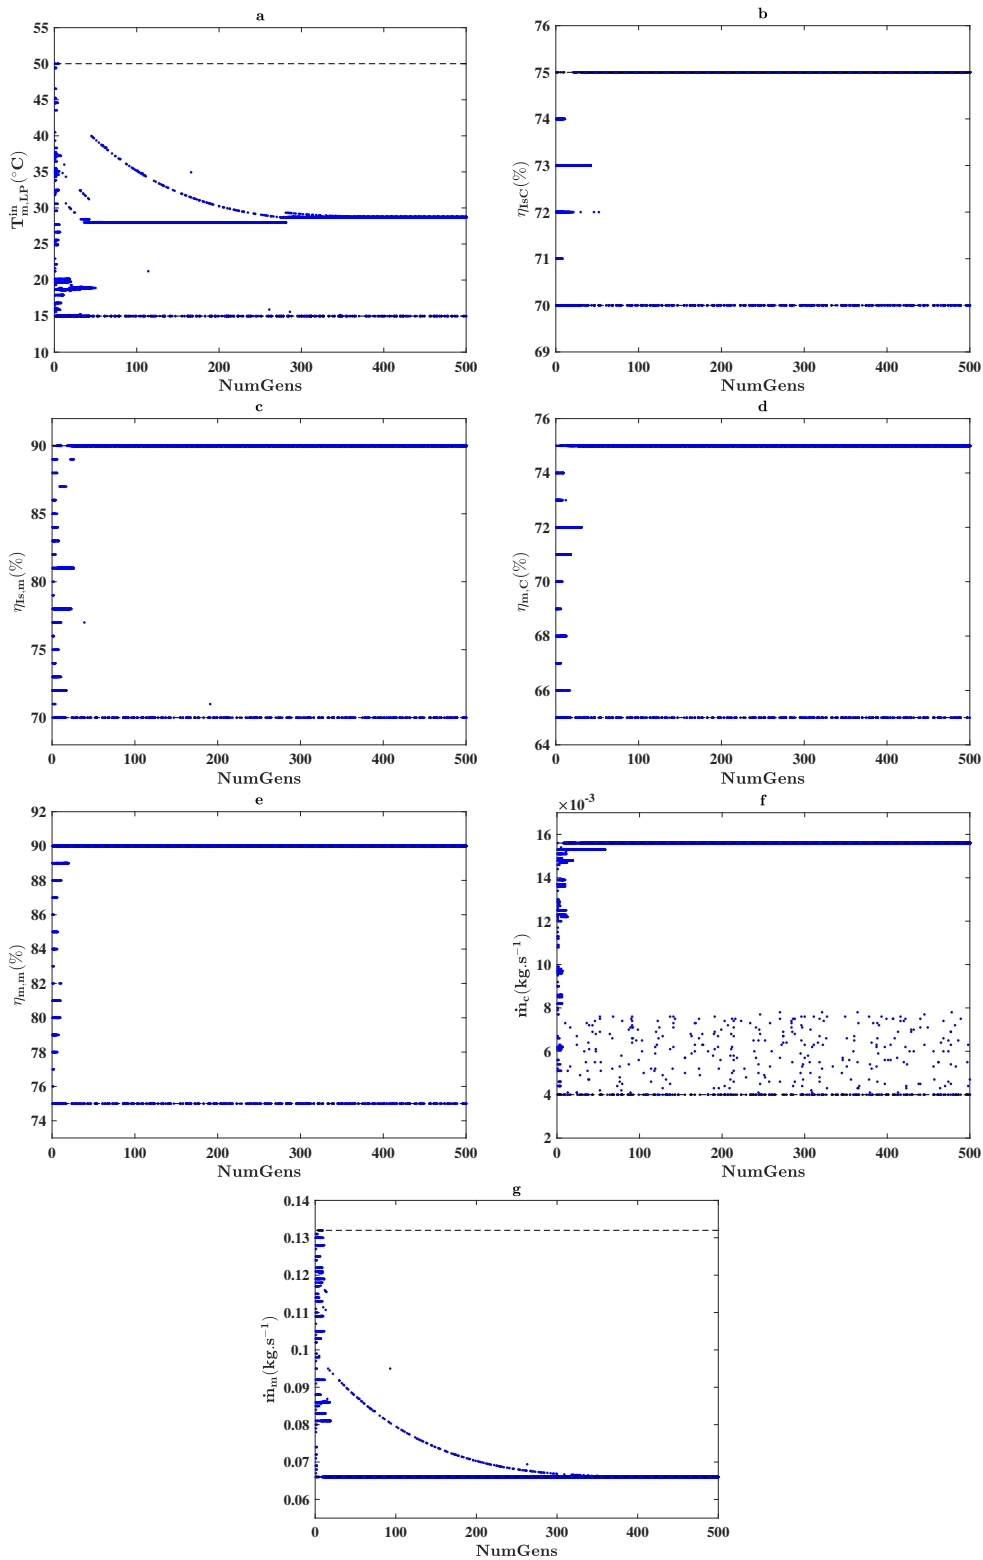 a
55
50
45
40
35
30
25
20
15
10
T^in_m,LP(°C)
0 100 200 300 400 500
NumGens
b
76
75
74
73
72
71
70
69
η_IsC(%)
0 100 200 300 400 500
NumGens
c
90
85
80
75
70
η_Is,m(%)
0 100 200 300 400 500
NumGens
d
76
74
72
70
68
66
64
η_m,C(%)
0 100 200 300 400 500
NumGens
e
92
90
88
86
84
82
80
78
76
74
η_m,m(%)
0 100 200 300 400 500
NumGens
f
×10^-3
16
14
12
10
8
6
4
2
ṁ_c(kg.s^−1)
0 100 200 300 400 500
NumGens
g
0.14
0.13
0.12
0.11
0.1
0.09
0.08
0.07
0.06
ṁ_m(kg.s^−1)
0 100 200 300 400 500
NumGens